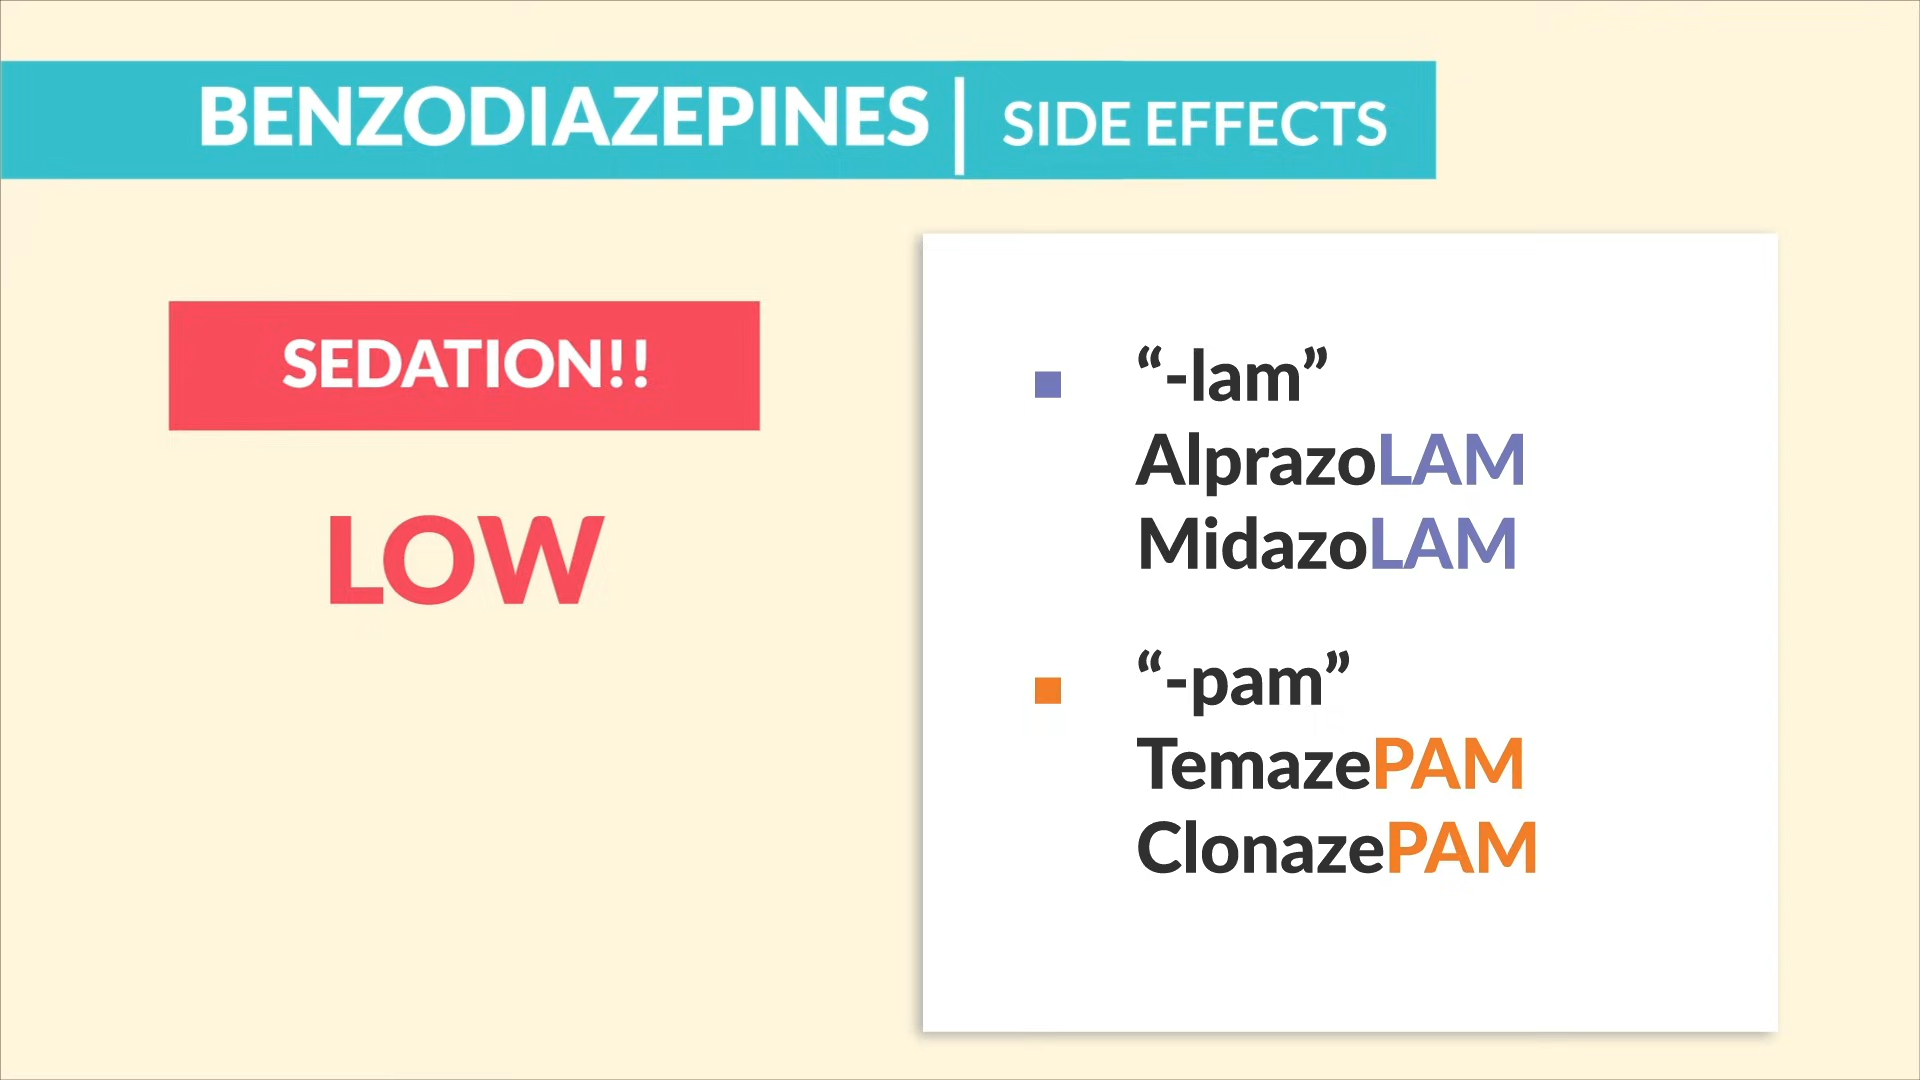 BENZODIAZEPINES | SIDE EFFECTS
SEDATION!!
LOW
“-lam”
AlprazoLAM
MidazoLAM
“-pam”
TemazePAM
ClonazePAM